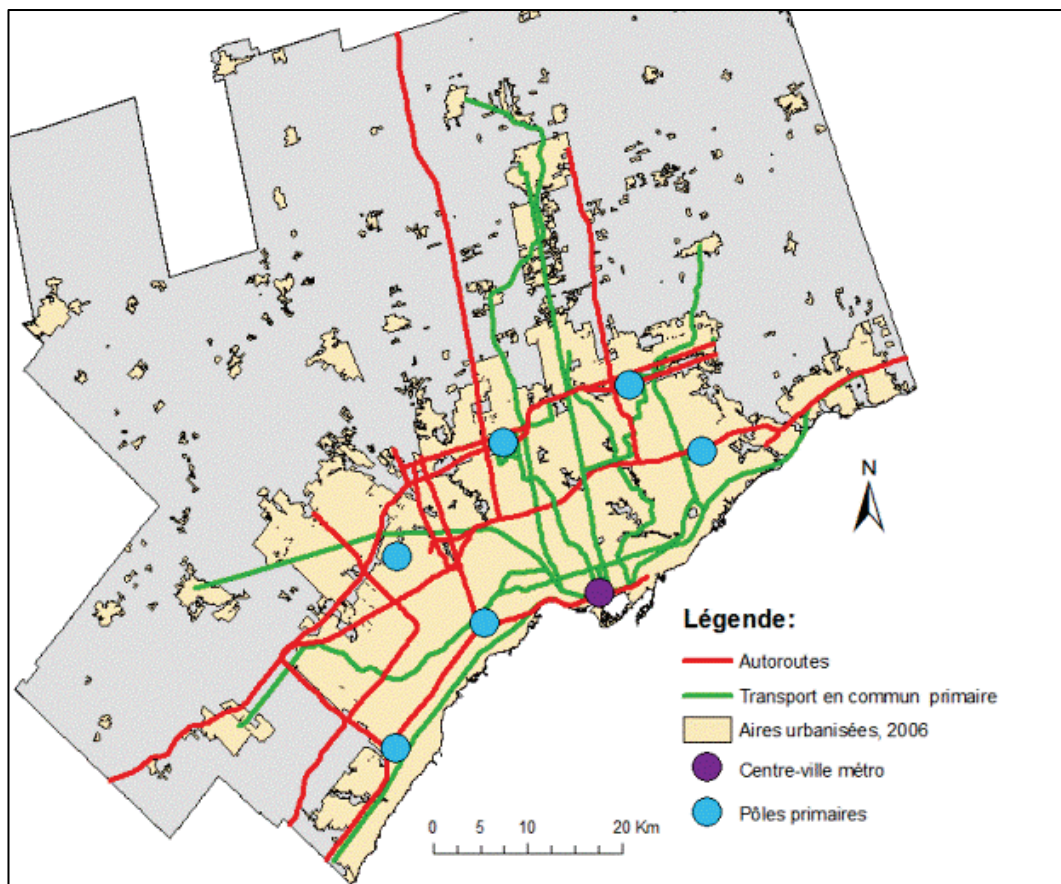 N
Légende:
Autoroutes
Transport en commun primaire
Aires urbanisées, 2006
Centre-ville métro
Pôles primaires
0 5 10 20 Km